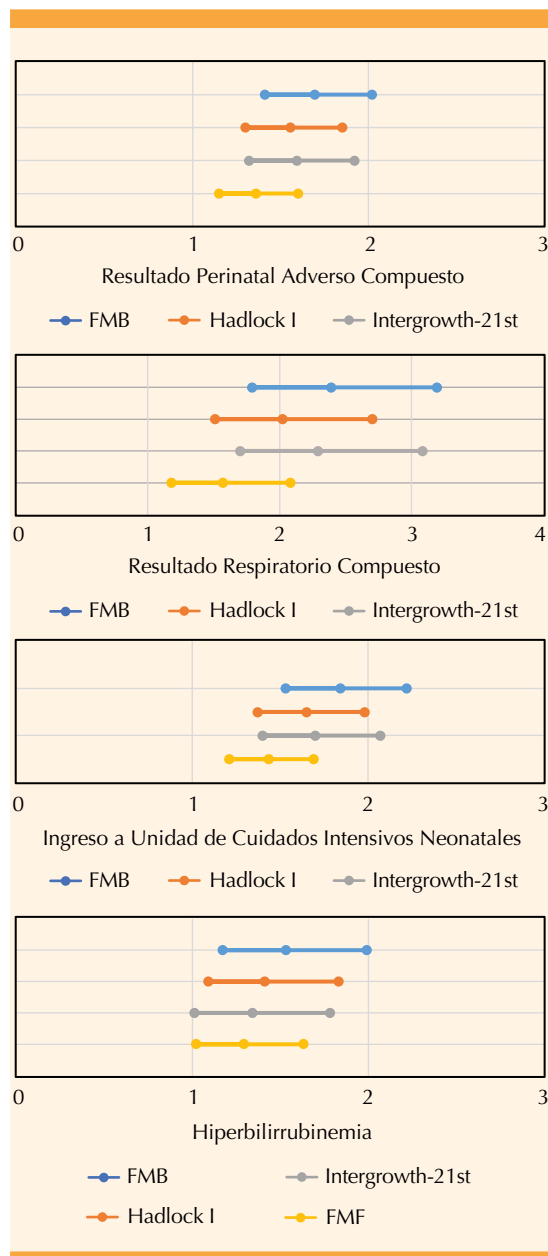 0 1 2 3
Resultado Perinatal Adverso Compuesto
FMB Hadlock I Intergrowth-21st
0 1 2 3 4
Resultado Respiratorio Compuesto
FMB Hadlock I Intergrowth-21st
0 1 2 3
Ingreso a Unidad de Cuidados Intensivos Neonatales
FMB Hadlock I Intergrowth-21st
0 1 2 3
Hiperbilirrubinemia
FMB Intergrowth-21st
Hadlock I FMF